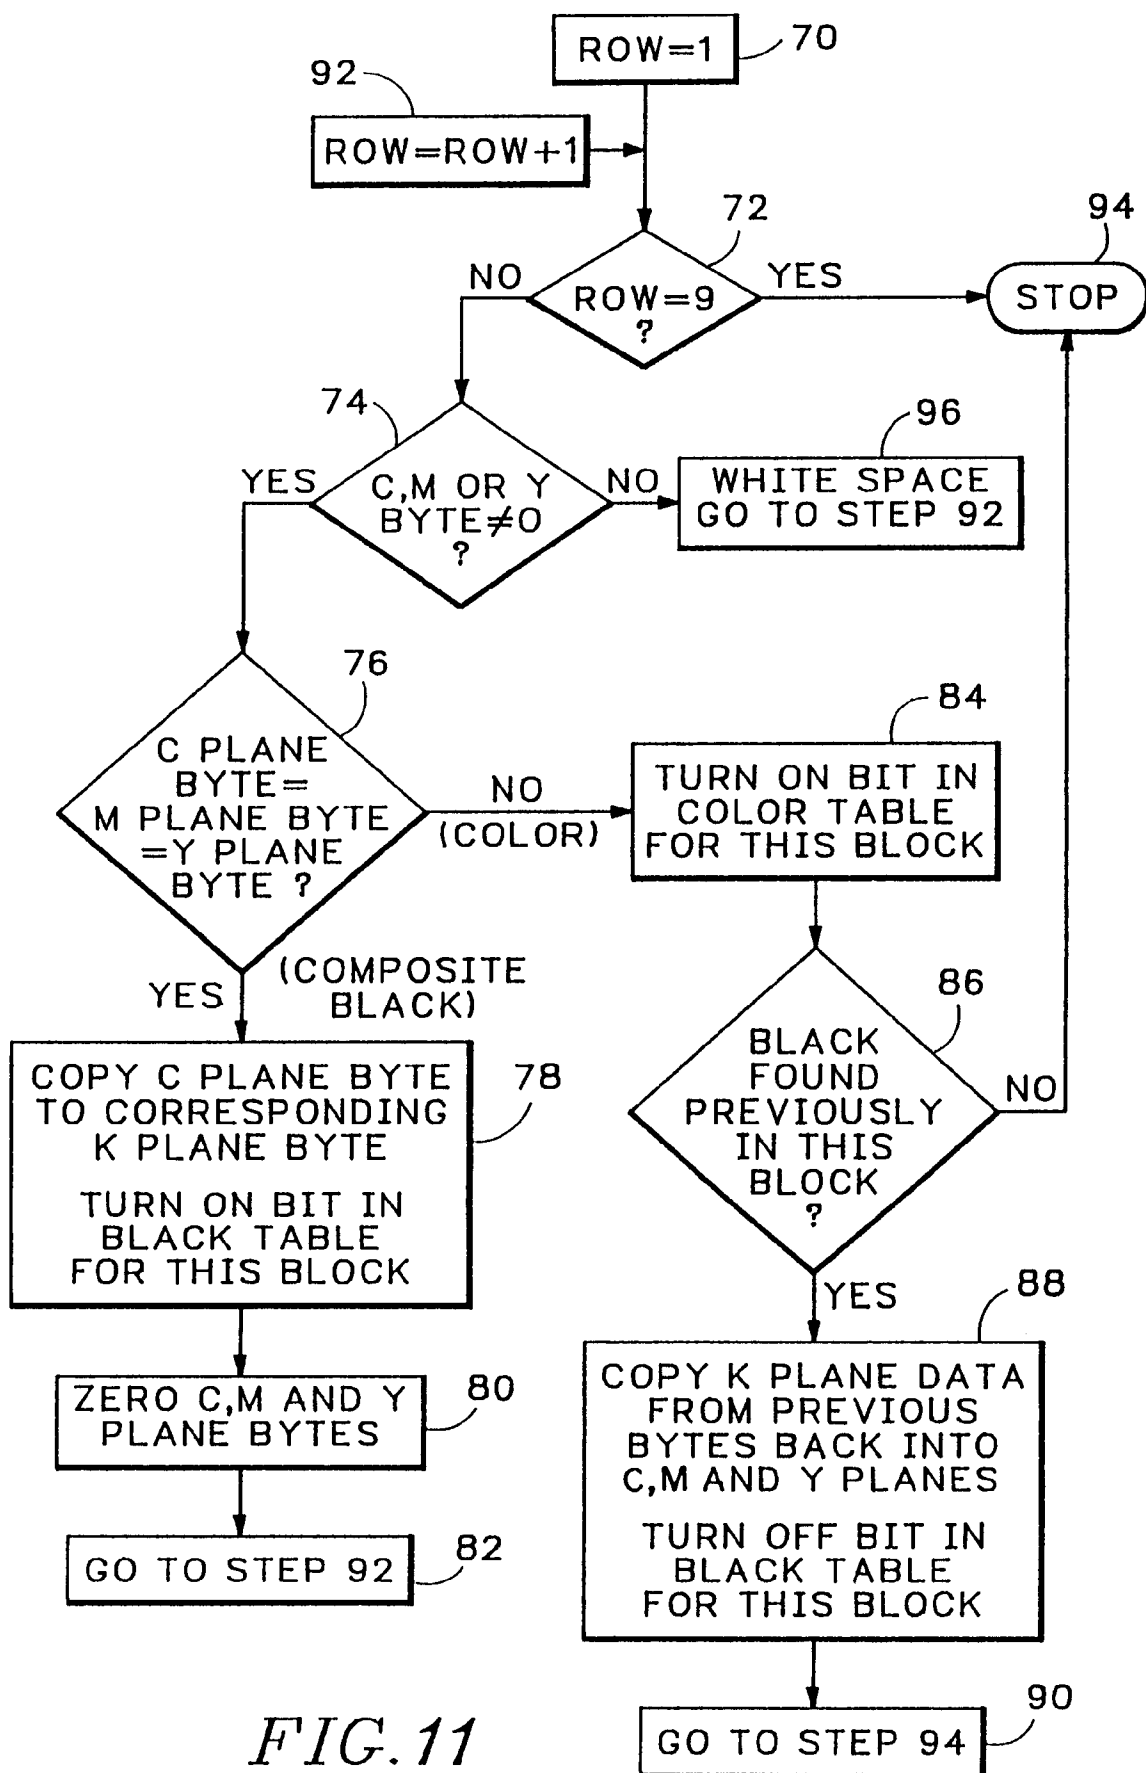 ROW=1
70
92
ROW=ROW+1
72
94
NO
YES
ROW=9
?
STOP
74
96
YES
C,M OR Y
BYTE≠0
?
NO
WHITE SPACE
GO TO STEP 92
76
84
C PLANE
BYTE=
M PLANE BYTE
=Y PLANE
BYTE ?
NO
(COLOR)
TURN ON BIT IN
COLOR TABLE
FOR THIS BLOCK
YES
(COMPOSITE
BLACK)
86
BLACK
FOUND
PREVIOUSLY
IN THIS
BLOCK
?
NO
COPY C PLANE BYTE
TO CORRESPONDING
K PLANE BYTE
TURN ON BIT IN
BLACK TABLE
FOR THIS BLOCK
78
YES
88
ZERO C,M AND Y
PLANE BYTES
80
COPY K PLANE DATA
FROM PREVIOUS
BYTES BACK INTO
C,M AND Y PLANES
TURN OFF BIT IN
BLACK TABLE
FOR THIS BLOCK
GO TO STEP 92
82
90
GO TO STEP 94
FIG.11